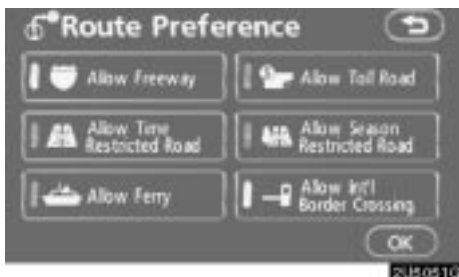 Route Preference
Allow Freeway
Allow Toll Road
Allow Time
Restricted Road
Allow Season
Restricted Road
Allow Ferry
Allow Int'l
Border Crossing
OK
2U5051G